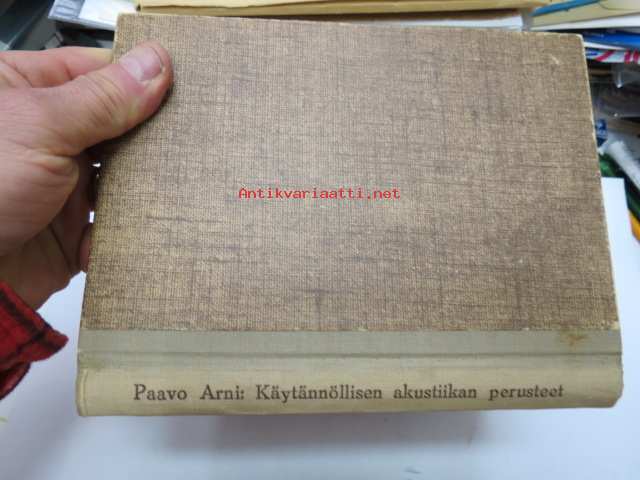 Antikvariaatti.net
Paavo Arni: Käytännöllisen akustiikan perusteet